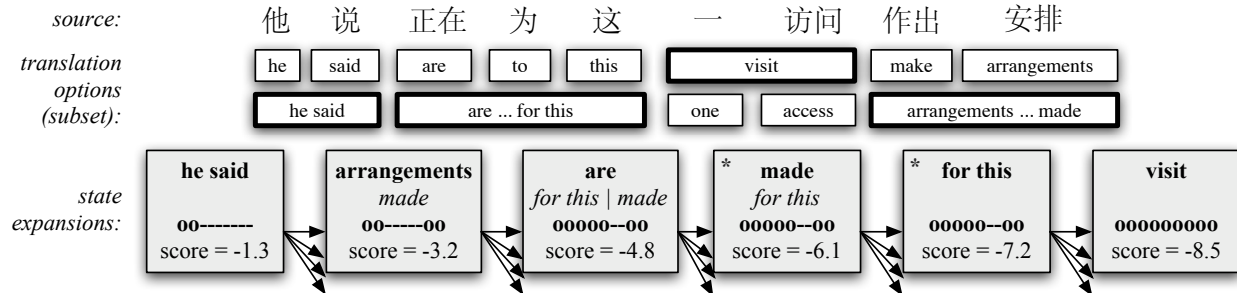 source: 他 说 正在 为 这 一 访问 作出 安排
translation options (subset):
he said are to this visit make arrangements
he said are ... for this one access arrangements ... made
state expansions:
he said
oo-------
score = -1.3
arrangements
made
oo-----oo
score = -3.2
are
for this | made
ooooo--oo
score = -4.8
* made
for this
ooooo--oo
score = -6.1
* for this
ooooo--oo
score = -7.2
visit
ooooooooo
score = -8.5